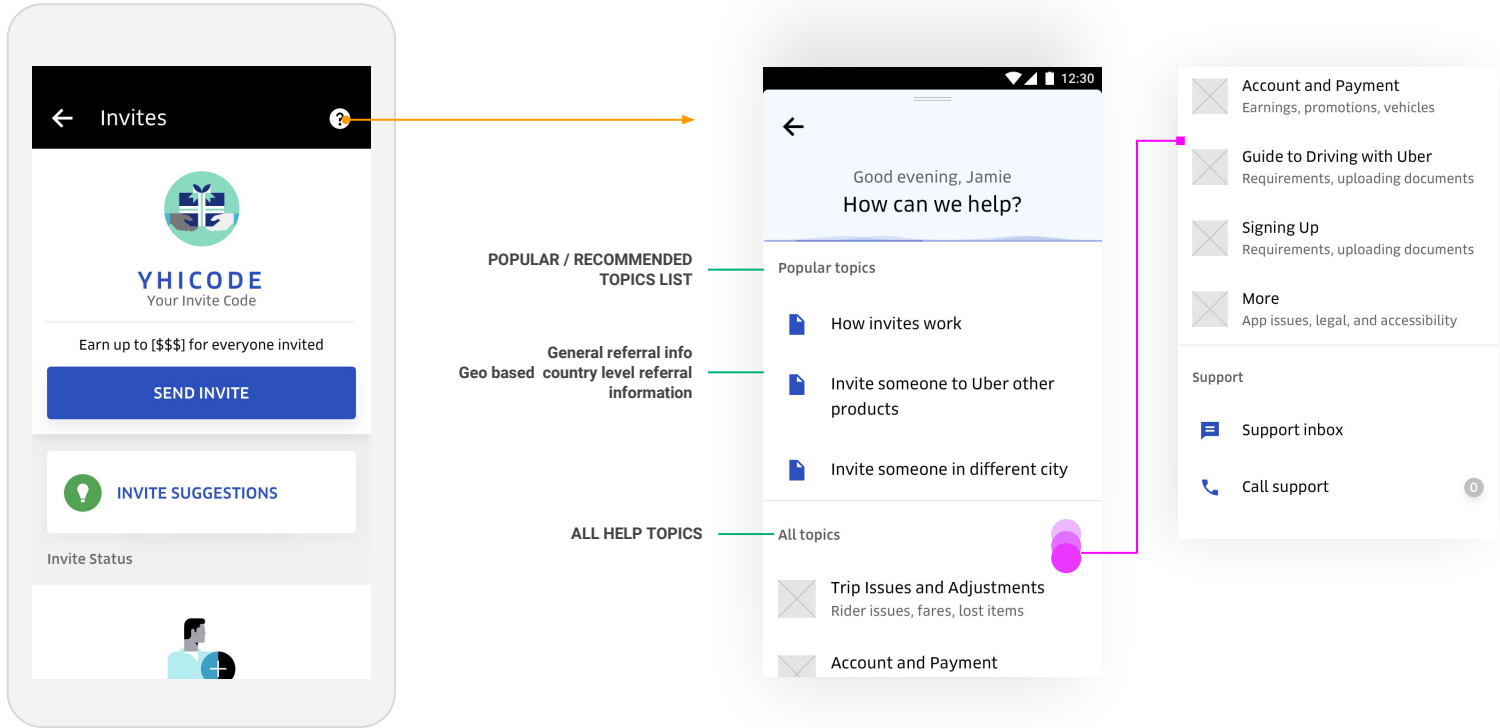 Invites
?
YHICODE
Your Invite Code
Earn up to [$$$] for everyone invited
SEND INVITE
INVITE SUGGESTIONS
Invite Status
POPULAR / RECOMMENDED
TOPICS LIST
General referral info
Geo based country level referral
information
ALL HELP TOPICS
12:30
Good evening, Jamie
How can we help?
Popular topics
How invites work
Invite someone to Uber other
products
Invite someone in different city
All topics
Trip Issues and Adjustments
Rider issues, fares, lost items
Account and Payment
Account and Payment
Earnings, promotions, vehicles
Guide to Driving with Uber
Requirements, uploading documents
Signing Up
Requirements, uploading documents
More
App issues, legal, and accessibility
Support
Support inbox
Call support
0